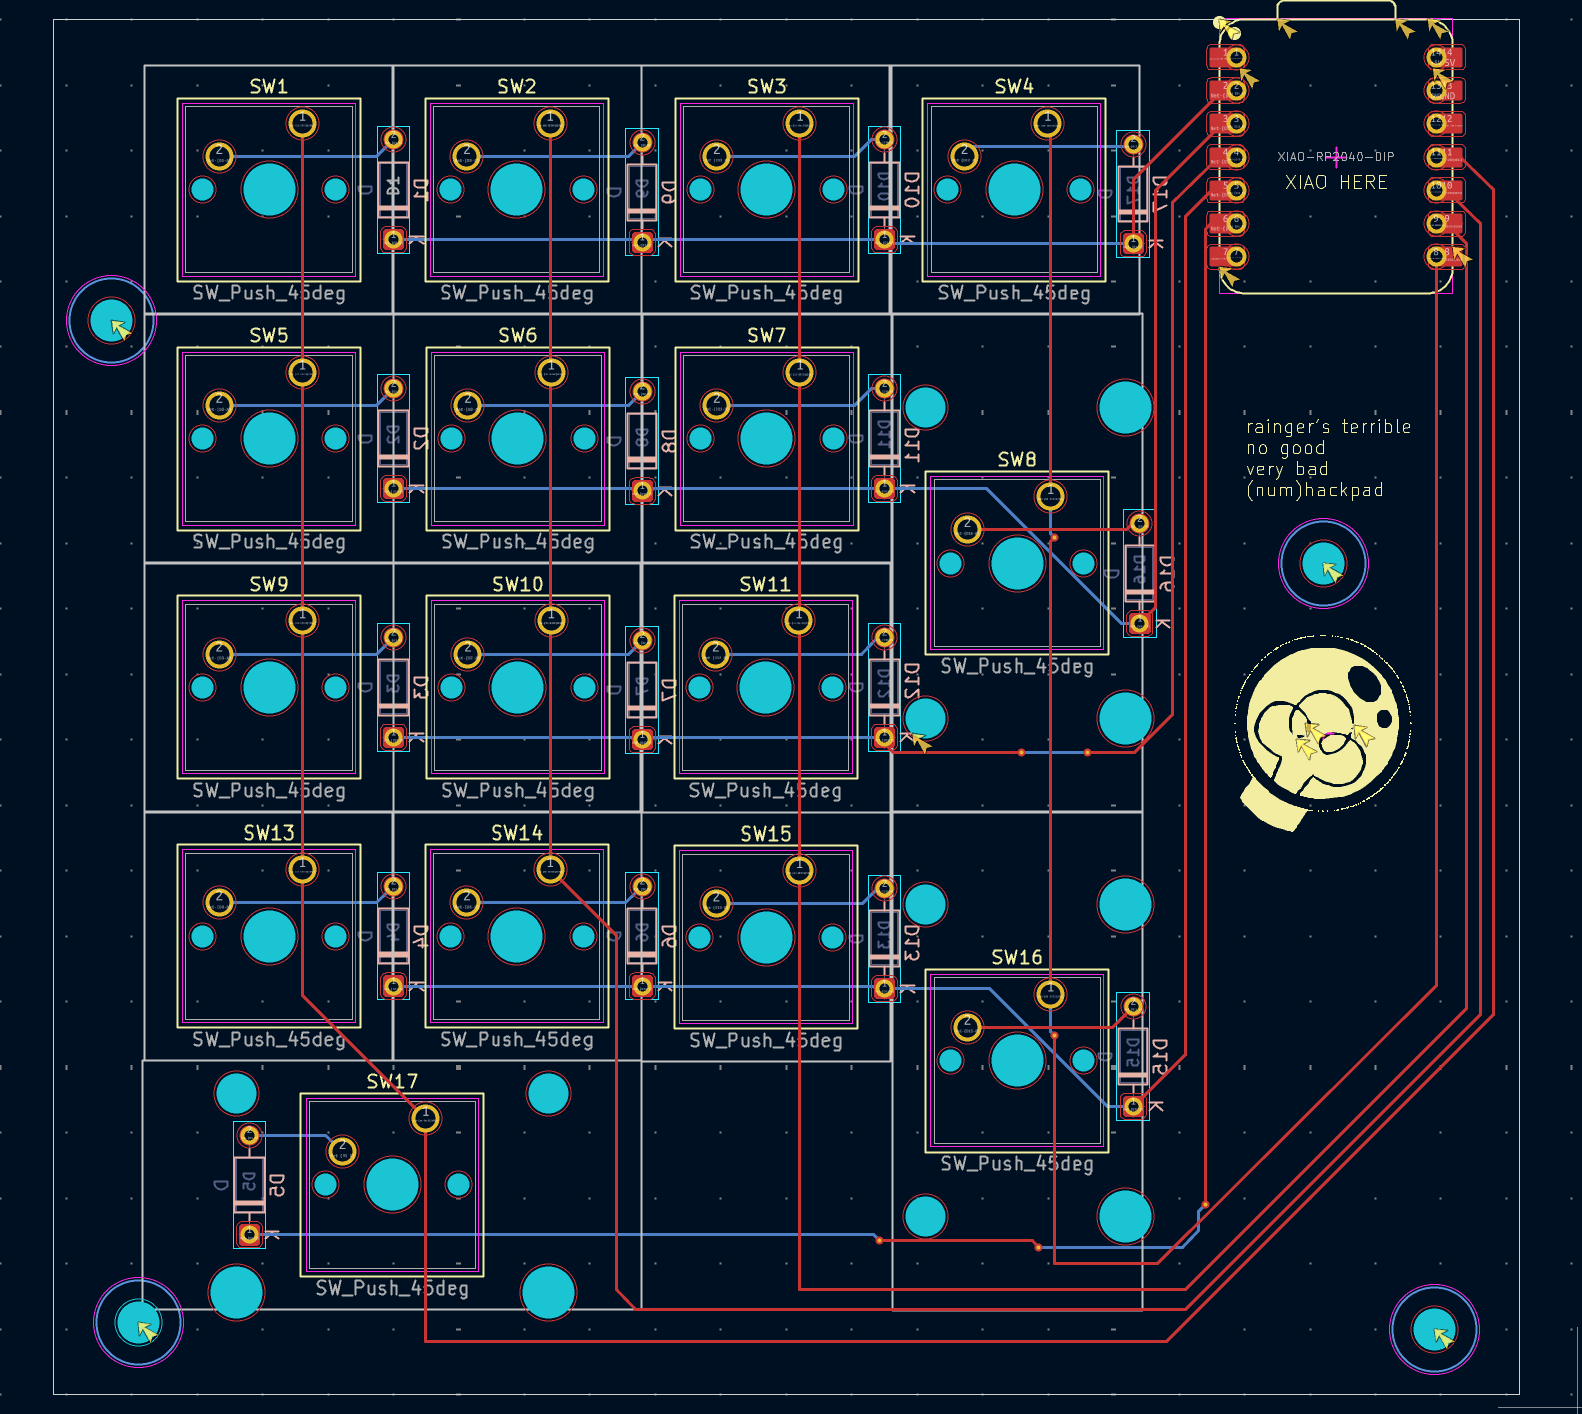 SW1
SW2
SW3
SW4
D1
D9
D10
D17
SW_Push_45deg
SW_Push_45deg
SW_Push_45deg
SW_Push_45deg
XIAO-RP2040-DIP
XIAO HERE
SW5
SW6
SW7
D2
D8
D11
SW_Push_45deg
SW_Push_45deg
SW_Push_45deg
SW8
D16
SW_Push_45deg
rainger's terrible
no good
very bad
(num)hackpad
SW9
SW10
SW11
D3
D7
D12
SW_Push_45deg
SW_Push_45deg
SW_Push_45deg
SW13
SW14
SW15
D4
D6
D13
SW_Push_45deg
SW_Push_45deg
SW_Push_45deg
SW16
D15
SW_Push_45deg
SW17
D5
SW_Push_45deg